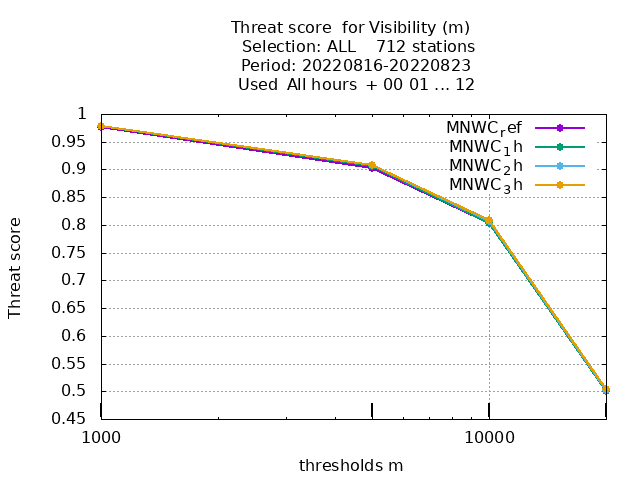 Threat score  for Visibility (m)
Selection: ALL    712 stations
Period: 20220816-20220823
Used  All hours  + 00 01 ... 12
1
0.95
0.9
0.85
0.8
0.75
0.7
0.65
0.6
0.55
0.5
0.45
Threat score
MNWC_ref
MNWC_1h
MNWC_2h
MNWC_3h
1000
10000
thresholds m